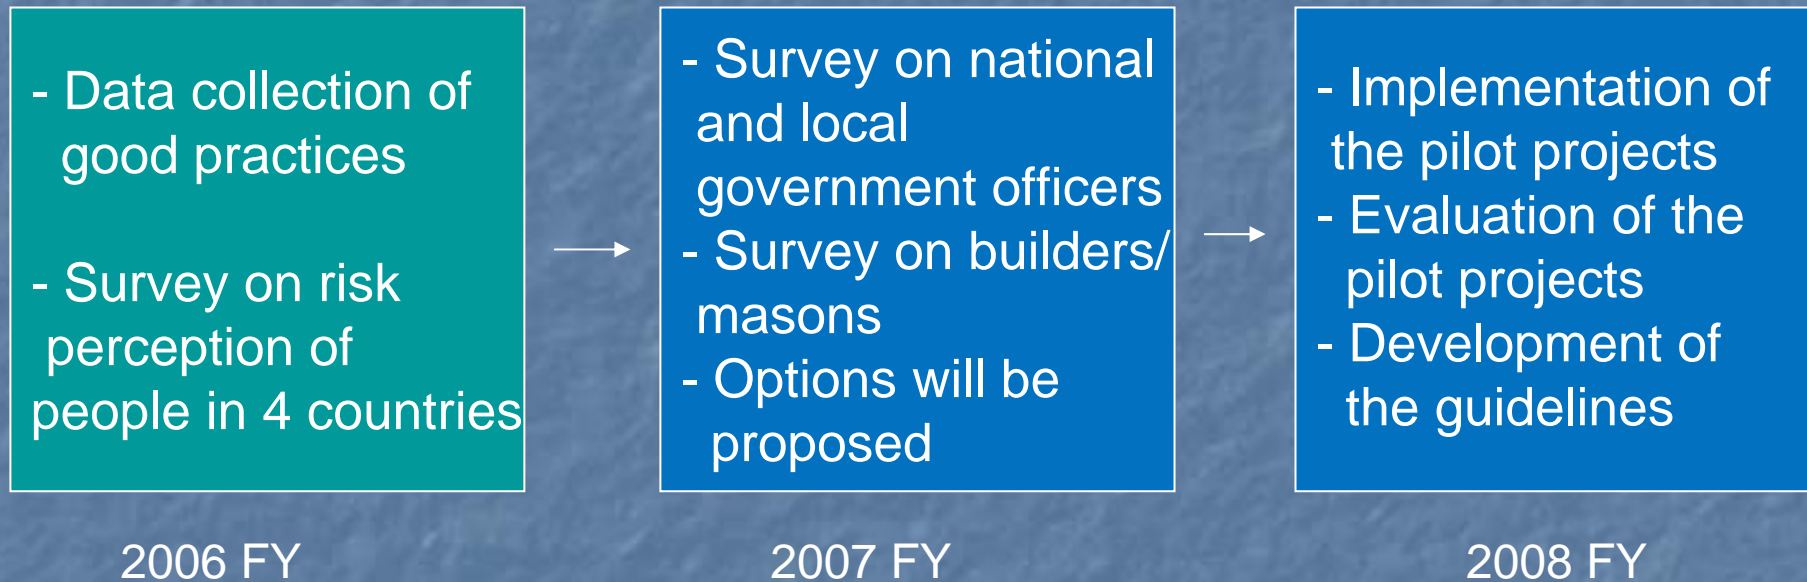 - Data collection of
good practices
- Survey on risk
perception of
people in 4 countries
- Survey on national
and local
government officers
- Survey on builders/
masons
- Options will be
proposed
- Implementation of
the pilot projects
- Evaluation of the
pilot projects
- Development of
the guidelines
2006 FY
2007 FY
2008 FY